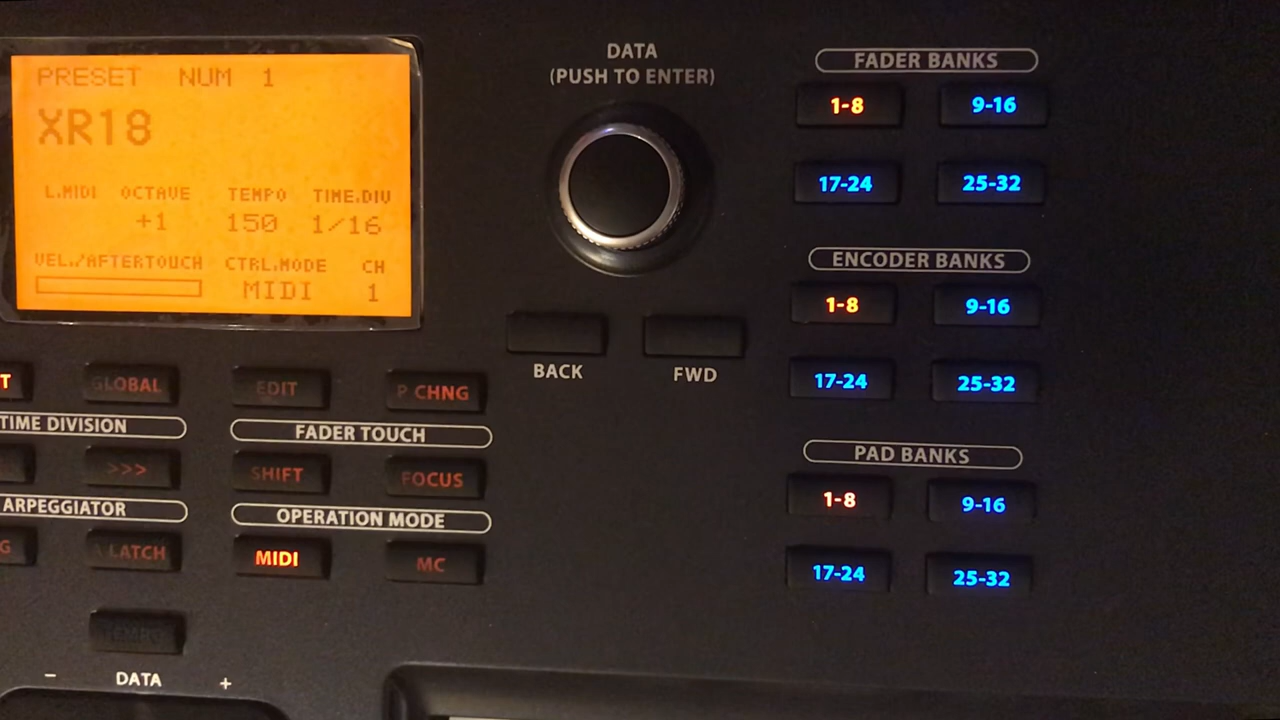 PRESET NUM 1
XR18
L.MIDI OCTAVE TEMPO TIME.DIV
+1 150 1/16
VEL./AFTERTOUCH CTRL.MODE CH
MIDI 1
DATA
(PUSH TO ENTER)
BACK FWD
FADER BANKS
1-8 9-16
17-24 25-32
ENCODER BANKS
1-8 9-16
17-24 25-32
PAD BANKS
1-8 9-16
17-24 25-32
T GLOBAL EDIT P CHNG
TIME DIVISION FADER TOUCH
>>> SHIFT FOCUS
ARPEGGIATOR OPERATION MODE
G LATCH MIDI MC
TEMPO
- DATA +